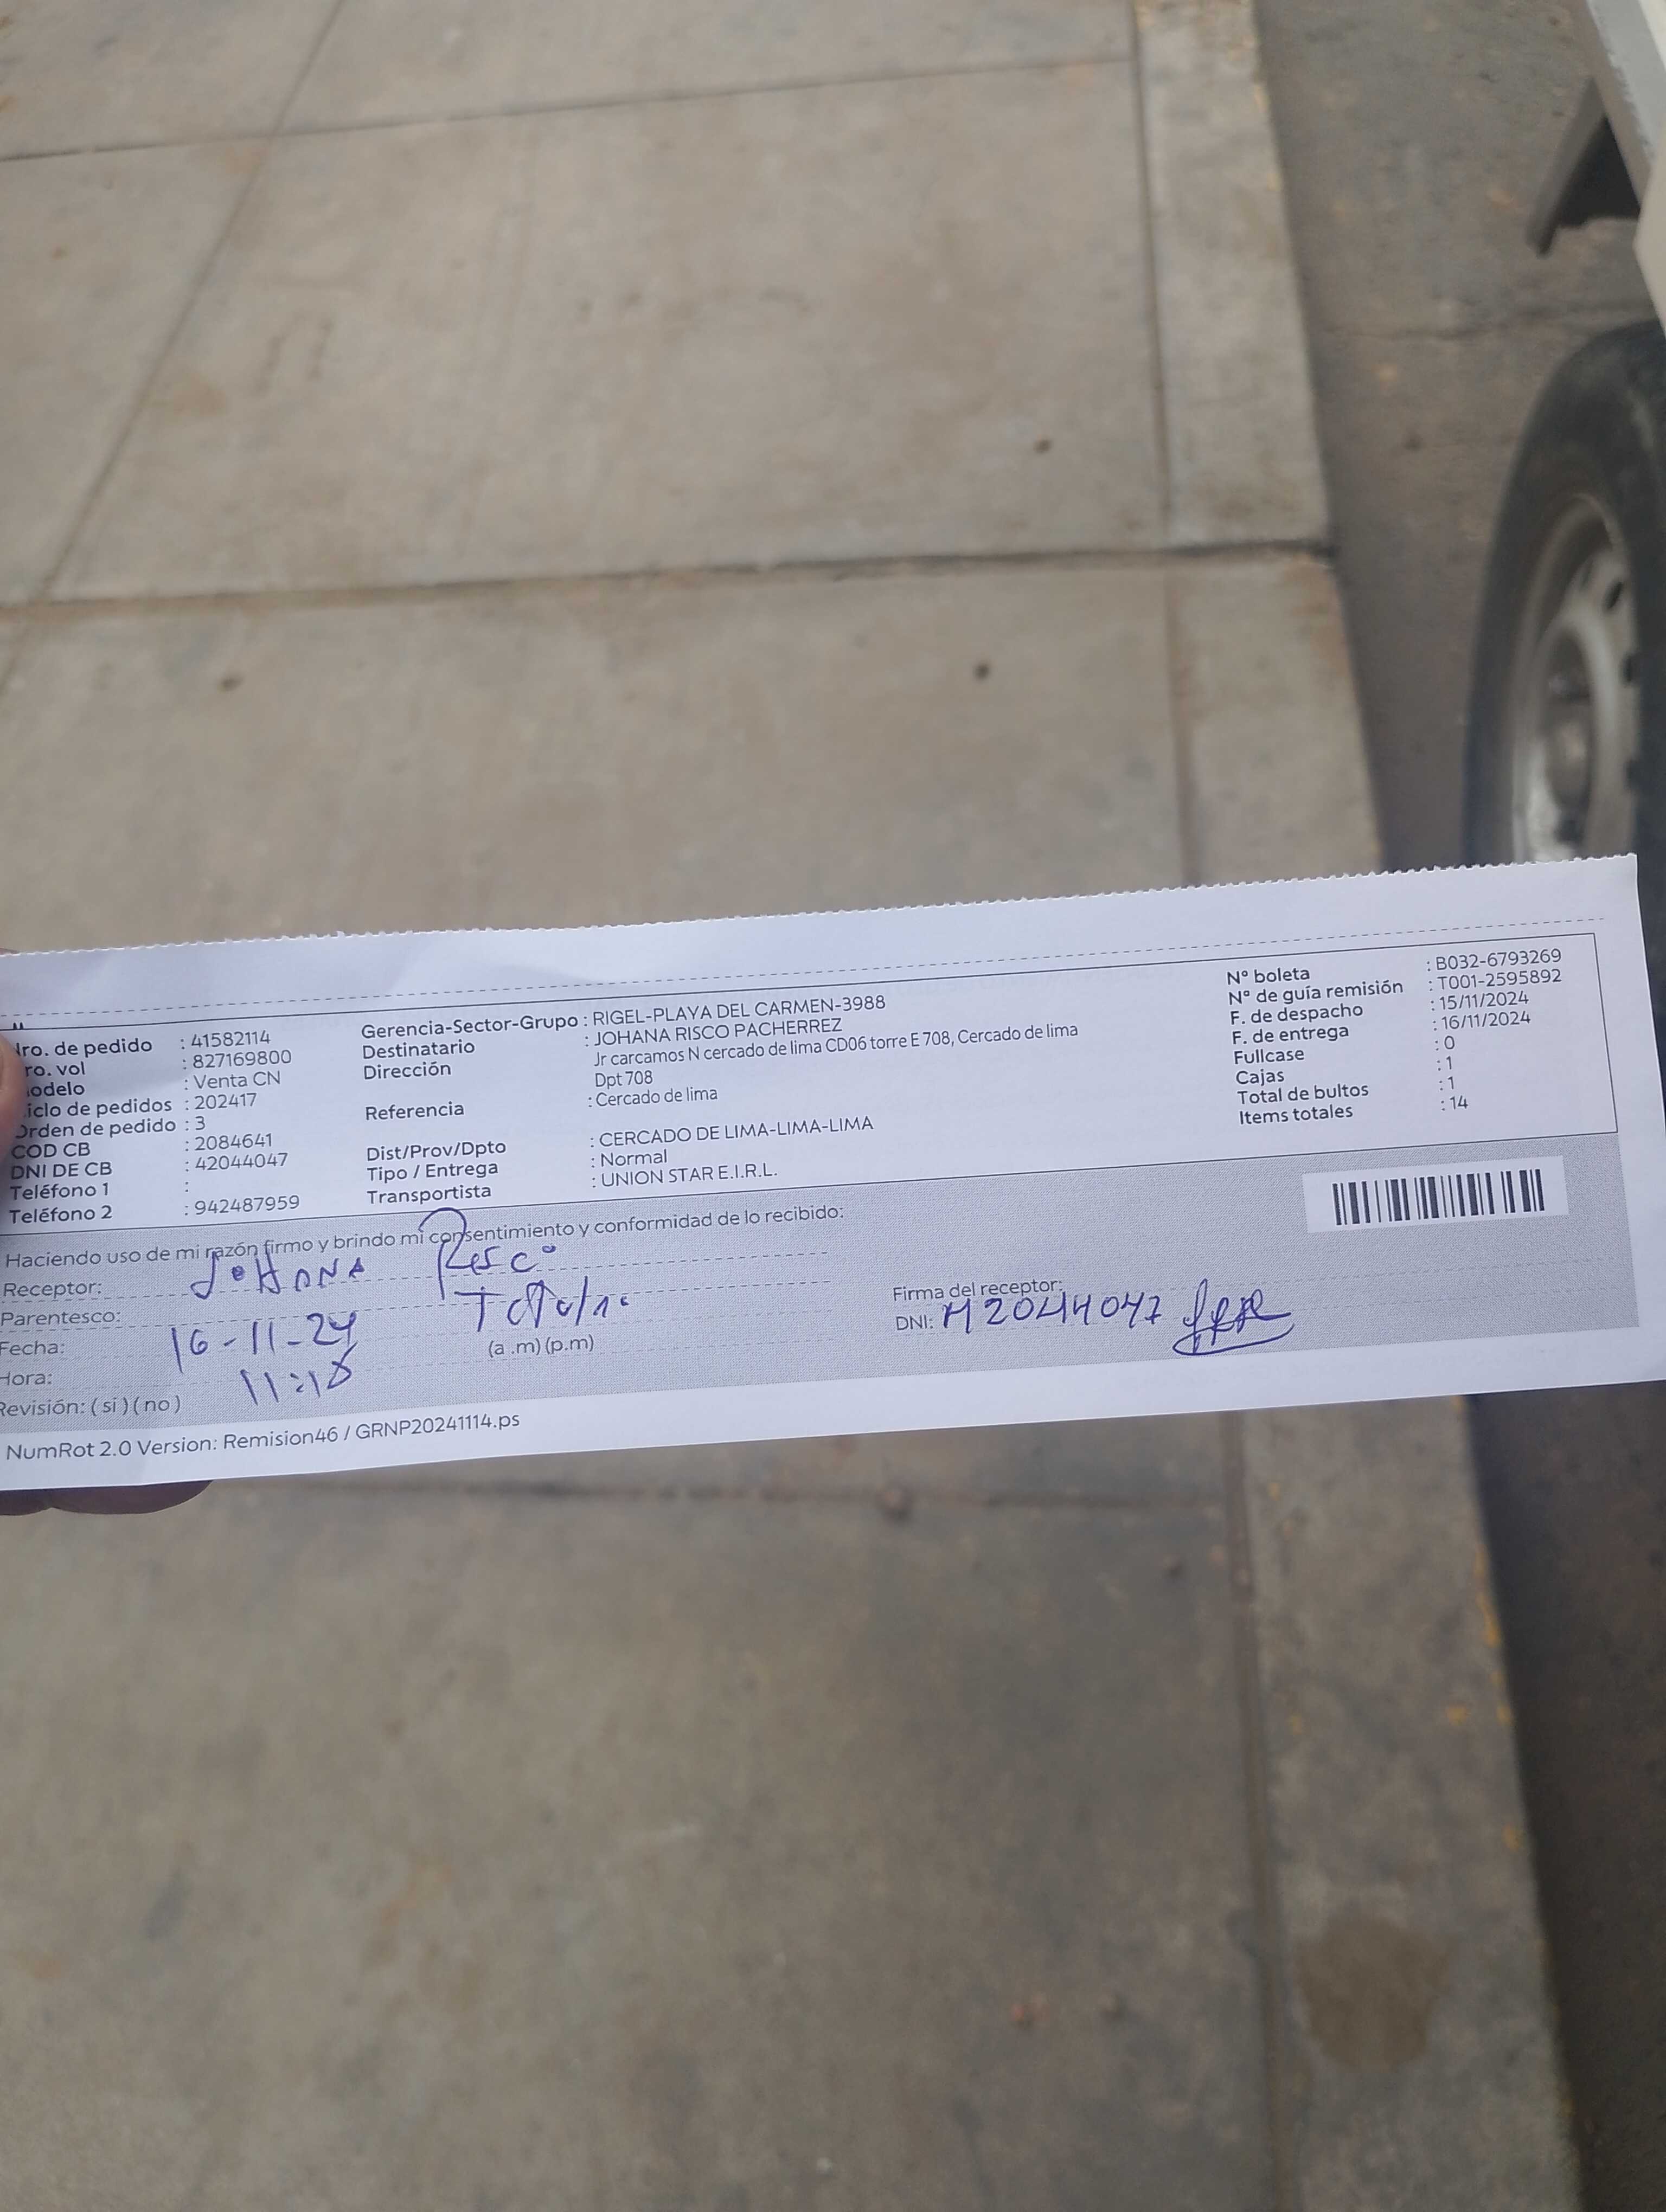 Nro. de pedido : 41582114
ro. vol : 827169800
odelo : Venta CN
iclo de pedidos : 202417
Orden de pedido : 3
COD CB : 2084641
DNI DE CB : 42044047
Teléfono 1 :
Teléfono 2 : 942487959
Gerencia-Sector-Grupo : RIGEL-PLAYA DEL CARMEN-3988
Destinatario : JOHANA RISCO PACHERREZ
Dirección Jr carcamos N cercado de lima CD06 torre E 708, Cercado de lima
Dpt 708
Referencia : Cercado de lima
Dist/Prov/Dpto : CERCADO DE LIMA-LIMA-LIMA
Tipo / Entrega : Normal
Transportista : UNION STAR E.I.R.L.
N° boleta : B032-6793269
Nº de guía remisión : T001-2595892
F. de despacho : 15/11/2024
F. de entrega : 16/11/2024
Fullcase : 0
Cajas : 1
Total de bultos : 1
Items totales : 14
Haciendo uso de mi razón firmo y brindo mi consentimiento y conformidad de lo recibido:
Receptor: JOHANA Risco
Parentesco: Titular
Fecha: 16-11-24
Hora: 11:18 (a .m) (p.m)
Revisión: ( si ) ( no )
Firma del receptor:
DNI: 42044047
NumRot 2.0 Version: Remision46 / GRNP20241114.ps